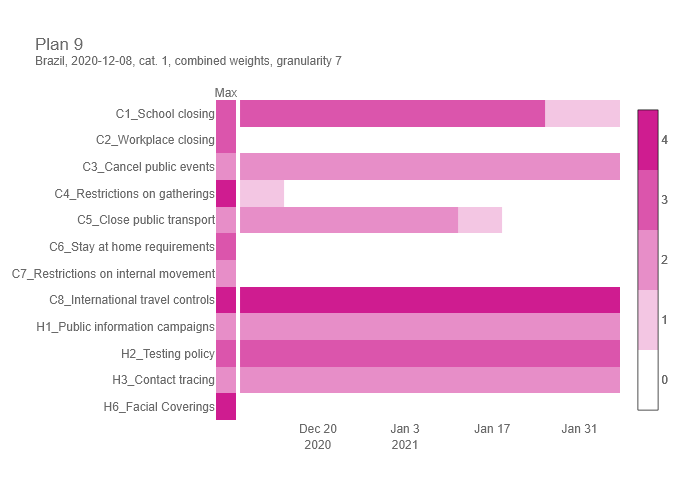 Plan 9
Brazil, 2020-12-08, cat. 1, combined weights, granularity 7
Max
C1_School closing
C2_Workplace closing
C3_Cancel public events
C4_Restrictions on gatherings
C5_Close public transport
C6_Stay at home requirements
C7_Restrictions on internal movement
C8_International travel controls
H1_Public information campaigns
H2_Testing policy
H3_Contact tracing
H6_Facial Coverings
4
3
2
1
0
Dec 20 Jan 3 Jan 17 Jan 31
2020 2021